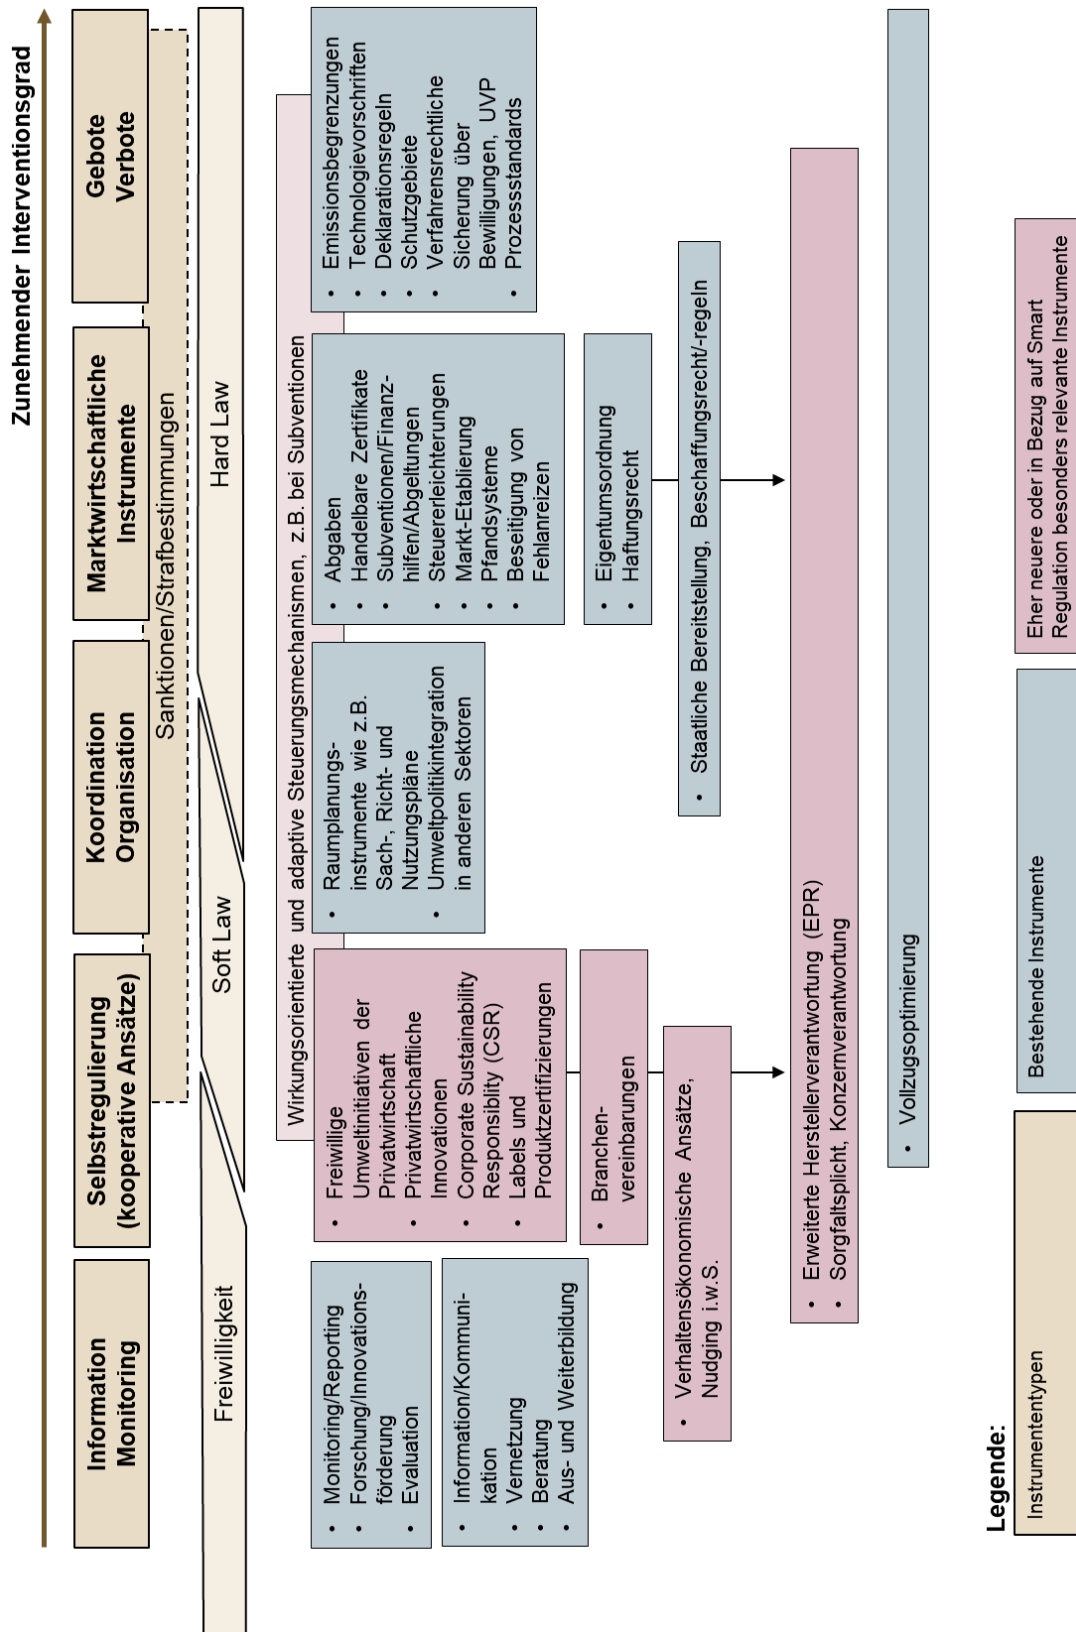 Zunehmender Interventionsgrad
Information
Monitoring
Selbstregulierung
(kooperative Ansätze)
Koordination
Organisation
Marktwirtschaftliche
Instrumente
Gebote
Verbote
Sanktionen/Strafbestimmungen
Freiwilligkeit
Soft Law
Hard Law
Wirkungsorientierte und adaptive Steuerungsmechanismen, z.B. bei Subventionen
• Monitoring/Reporting
• Forschung/Innovations-
förderung
• Evaluation
• Information/Kommuni-
kation
• Vernetzung
• Beratung
• Aus- und Weiterbildung
• Freiwillige
Umweltinitiativen der
Privatwirtschaft
• Privatwirtschaftliche
Innovationen
• Corporate Sustainability
Responsiblity (CSR)
• Labels und
Produktzertifizierungen
• Branchen-
vereinbarungen
• Verhaltensökonomische Ansätze,
Nudging i.w.S.
• Raumplanungs-
instrumente wie z.B.
Sach-, Richt- und
Nutzungspläne
• Umweltpolitikintegration
in anderen Sektoren
• Abgaben
• Handelbare Zertifikate
• Subventionen/Finanz-
hilfen/Abgeltungen
• Steuererleichterungen
• Markt-Etablierung
• Pfandsysteme
• Beseitigung von
Fehlanreizen
• Eigentumsordnung
• Haftungsrecht
• Staatliche Bereitstellung, Beschaffungsrecht/-regeln
• Emissionsbegrenzungen
• Technologievorschriften
• Deklarationsregeln
• Schutzgebiete
• Verfahrensrechtliche
Sicherung über
Bewilligungen, UVP
• Prozessstandards
• Erweiterte Herstellerverantwortung (EPR)
• Sorgfaltsplicht, Konzernverantwortung
• Vollzugsoptimierung
Legende:
Instrumententypen
Bestehende Instrumente
Eher neuere oder in Bezug auf Smart
Regulation besonders relevante Instrumente